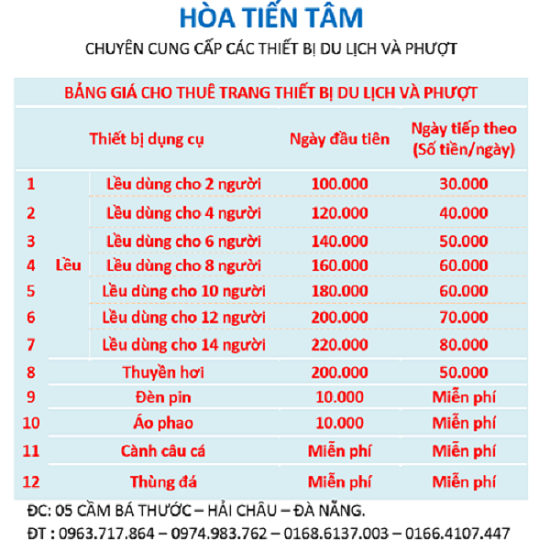 HÒA TIẾN TÂM
CHUYÊN CUNG CẤP CÁC THIẾT BỊ DU LỊCH VÀ PHƯỢT
BẢNG GIÁ CHO THUÊ TRANG THIẾT BỊ DU LỊCH VÀ PHƯỢT
Thiết bị dụng cụ Ngày đầu tiên Ngày tiếp theo (Số tiền/ngày)
1 Lều dùng cho 2 người 100.000 30.000
2 Lều dùng cho 4 người 120.000 40.000
3 Lều dùng cho 6 người 140.000 50.000
4 Lều Lều dùng cho 8 người 160.000 60.000
5 Lều dùng cho 10 người 180.000 60.000
6 Lều dùng cho 12 người 200.000 70.000
7 Lều dùng cho 14 người 220.000 80.000
8 Thuyền hơi 200.000 50.000
9 Đèn pin 10.000 Miễn phí
10 Áo phao 10.000 Miễn phí
11 Cành câu cá Miễn phí Miễn phí
12 Thùng đá Miễn phí Miễn phí
ĐC: 05 CẦM BÁ THƯỚC – HẢI CHÂU – ĐÀ NẴNG.
ĐT : 0963.717.864 – 0974.983.762 – 0168.6137.003 – 0166.4107.447